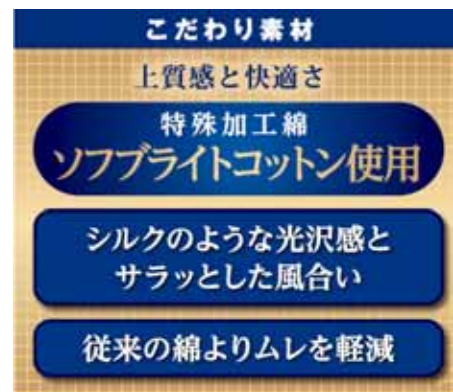 こだわり素材
上質感と快適さ
特殊加工綿
ソフブライトコットン使用
シルクのような光沢感と
サラッとした風合い
従来の綿よりムレを軽減